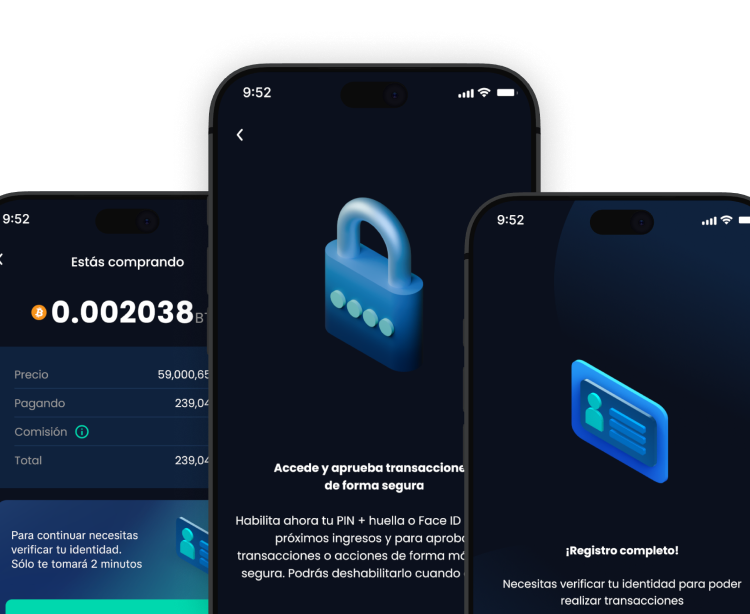 9:52
Estás comprando
0.002038
Precio 59,000,65
Pagando 239,04
Comisión
Total 239,04
Para continuar necesitas
verificar tu identidad.
Sólo te tomará 2 minutos
9:52
Accede y aprueba
de forma segura
Habilita ahora tu PIN + huella o Face ID
próximos ingresos y para
transacciones o acciones de forma
segura. Podrás deshabilitarlo cuando
9:52
¡Registro completo!
Necesitas verificar tu identidad para poder
realizar transacciones